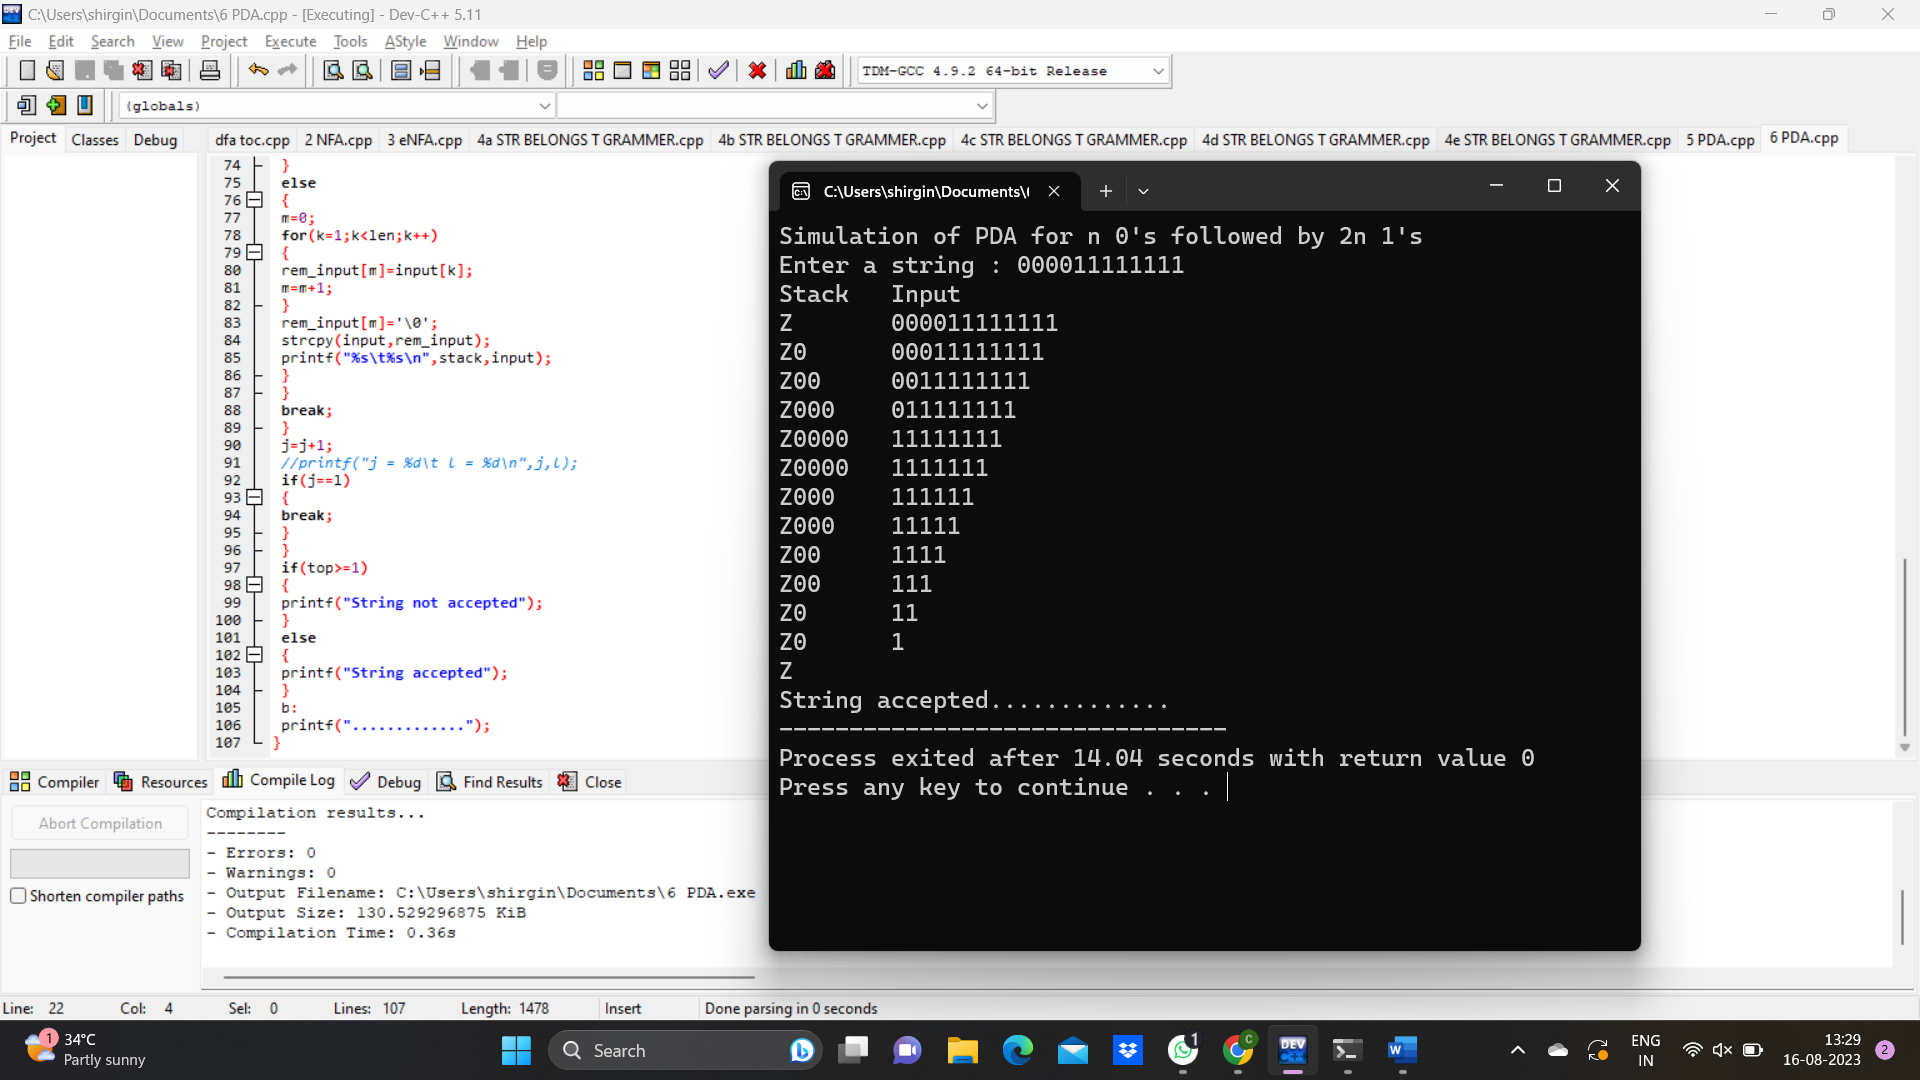 C:\Users\shirgin\Documents\6 PDA.cpp - [Executing] - Dev-C++ 5.11
File Edit Search View Project Execute Tools AStyle Window Help
TDM-GCC 4.9.2 64-bit Release
(globals)
Project Classes Debug
dfa toc.cpp 2 NFA.cpp 3 eNFA.cpp 4a STR BELONGS T GRAMMER.cpp 4b STR BELONGS T GRAMMER.cpp 4c STR BELONGS T GRAMMER.cpp 4d STR BELONGS T GRAMMER.cpp 4e STR BELONGS T GRAMMER.cpp 5 PDA.cpp 6 PDA.cpp
74 }
75 else
76 {
77 m=0;
78 for(k=1;k<len;k++)
79 {
80 rem_input[m]=input[k];
81 m=m+1;
82 }
83 rem_input[m]='\0';
84 strcpy(input,rem_input);
85 printf("%s\t%s\n",stack,input);
86 }
87 }
88 break;
89 }
90 j=j+1;
91 //printf("j = %d\t l = %d\n",j,l);
92 if(j==l)
93 {
94 break;
95 }
96 }
97 if(top>=1)
98 {
99 printf("String not accepted");
100 }
101 else
102 {
103 printf("String accepted");
104 }
105 b:
106 printf(".............");
107 }
C:\Users\shirgin\Documents\
Simulation of PDA for n 0's followed by 2n 1's
Enter a string : 000011111111
Stack Input
Z 000011111111
Z0 00011111111
Z00 0011111111
Z000 011111111
Z0000 11111111
Z0000 1111111
Z000 111111
Z000 11111
Z00 1111
Z00 111
Z0 11
Z0 1
Z
String accepted.............
--------------------------------
Process exited after 14.04 seconds with return value 0
Press any key to continue . . .
Compiler Resources Compile Log Debug Find Results Close
Abort Compilation
Shorten compiler paths
Compilation results...
--------
- Errors: 0
- Warnings: 0
- Output Filename: C:\Users\shirgin\Documents\6 PDA.exe
- Output Size: 130.529296875 KiB
- Compilation Time: 0.36s
Line: 22 Col: 4 Sel: 0 Lines: 107 Length: 1478 Insert Done parsing in 0 seconds
1
34°C
Partly sunny
Search
1
C
DEV
C++
W
ENG
IN
13:29
16-08-2023
2